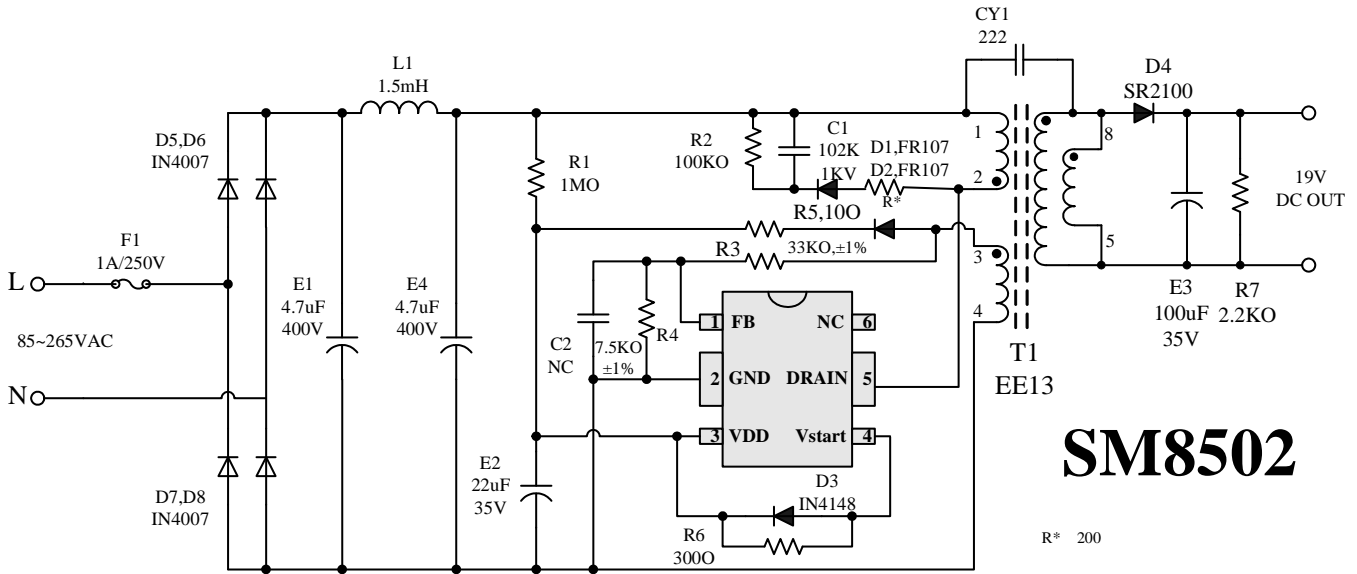 CY1
222
L1
1.5mH
D4
SR2100
D5,D6
IN4007
R1
1MO
R2
100KO
C1
102K
1KV
D1,FR107
D2,FR107
R*
1
2
8
5
19V
DC OUT
F1
1A/250V
R5,10O
R3
33KO,±1%
3
4
L
N
85~265VAC
E1
4.7uF
400V
E4
4.7uF
400V
C2
NC
7.5KO
±1%
R4
1 FB
NC 6
2 GND
DRAIN 5
3 VDD
Vstart 4
T1
EE13
E3
100uF
35V
R7
2.2KO
D7,D8
IN4007
E2
22uF
35V
D3
IN4148
R6
300O
SM8502
R* 200